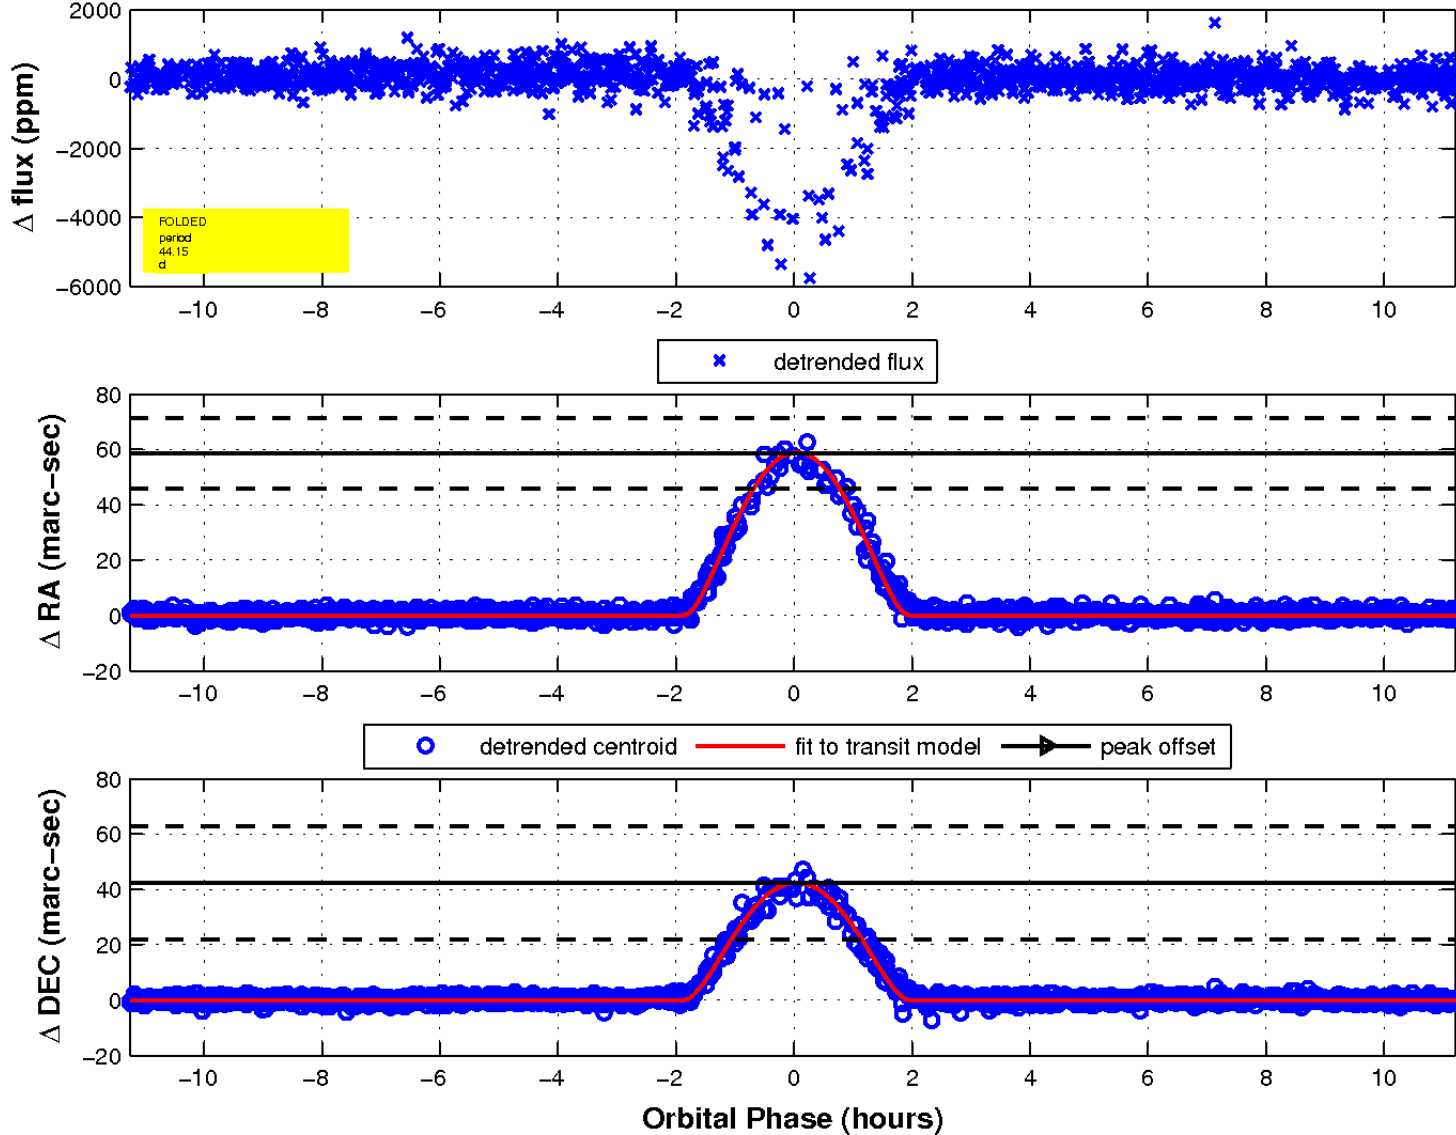 2000
0
−2000
−4000
−6000
Δ flux (ppm)
FOLDED
period
44.15
d
−10 −8 −6 −4 −2 0 2 4 6 8 10
detrended flux
80
60
40
20
0
−20
Δ RA (marc−sec)
−10 −8 −6 −4 −2 0 2 4 6 8 10
detrended centroid fit to transit model peak offset
80
60
40
20
0
−20
Δ DEC (marc−sec)
−10 −8 −6 −4 −2 0 2 4 6 8 10
Orbital Phase (hours)